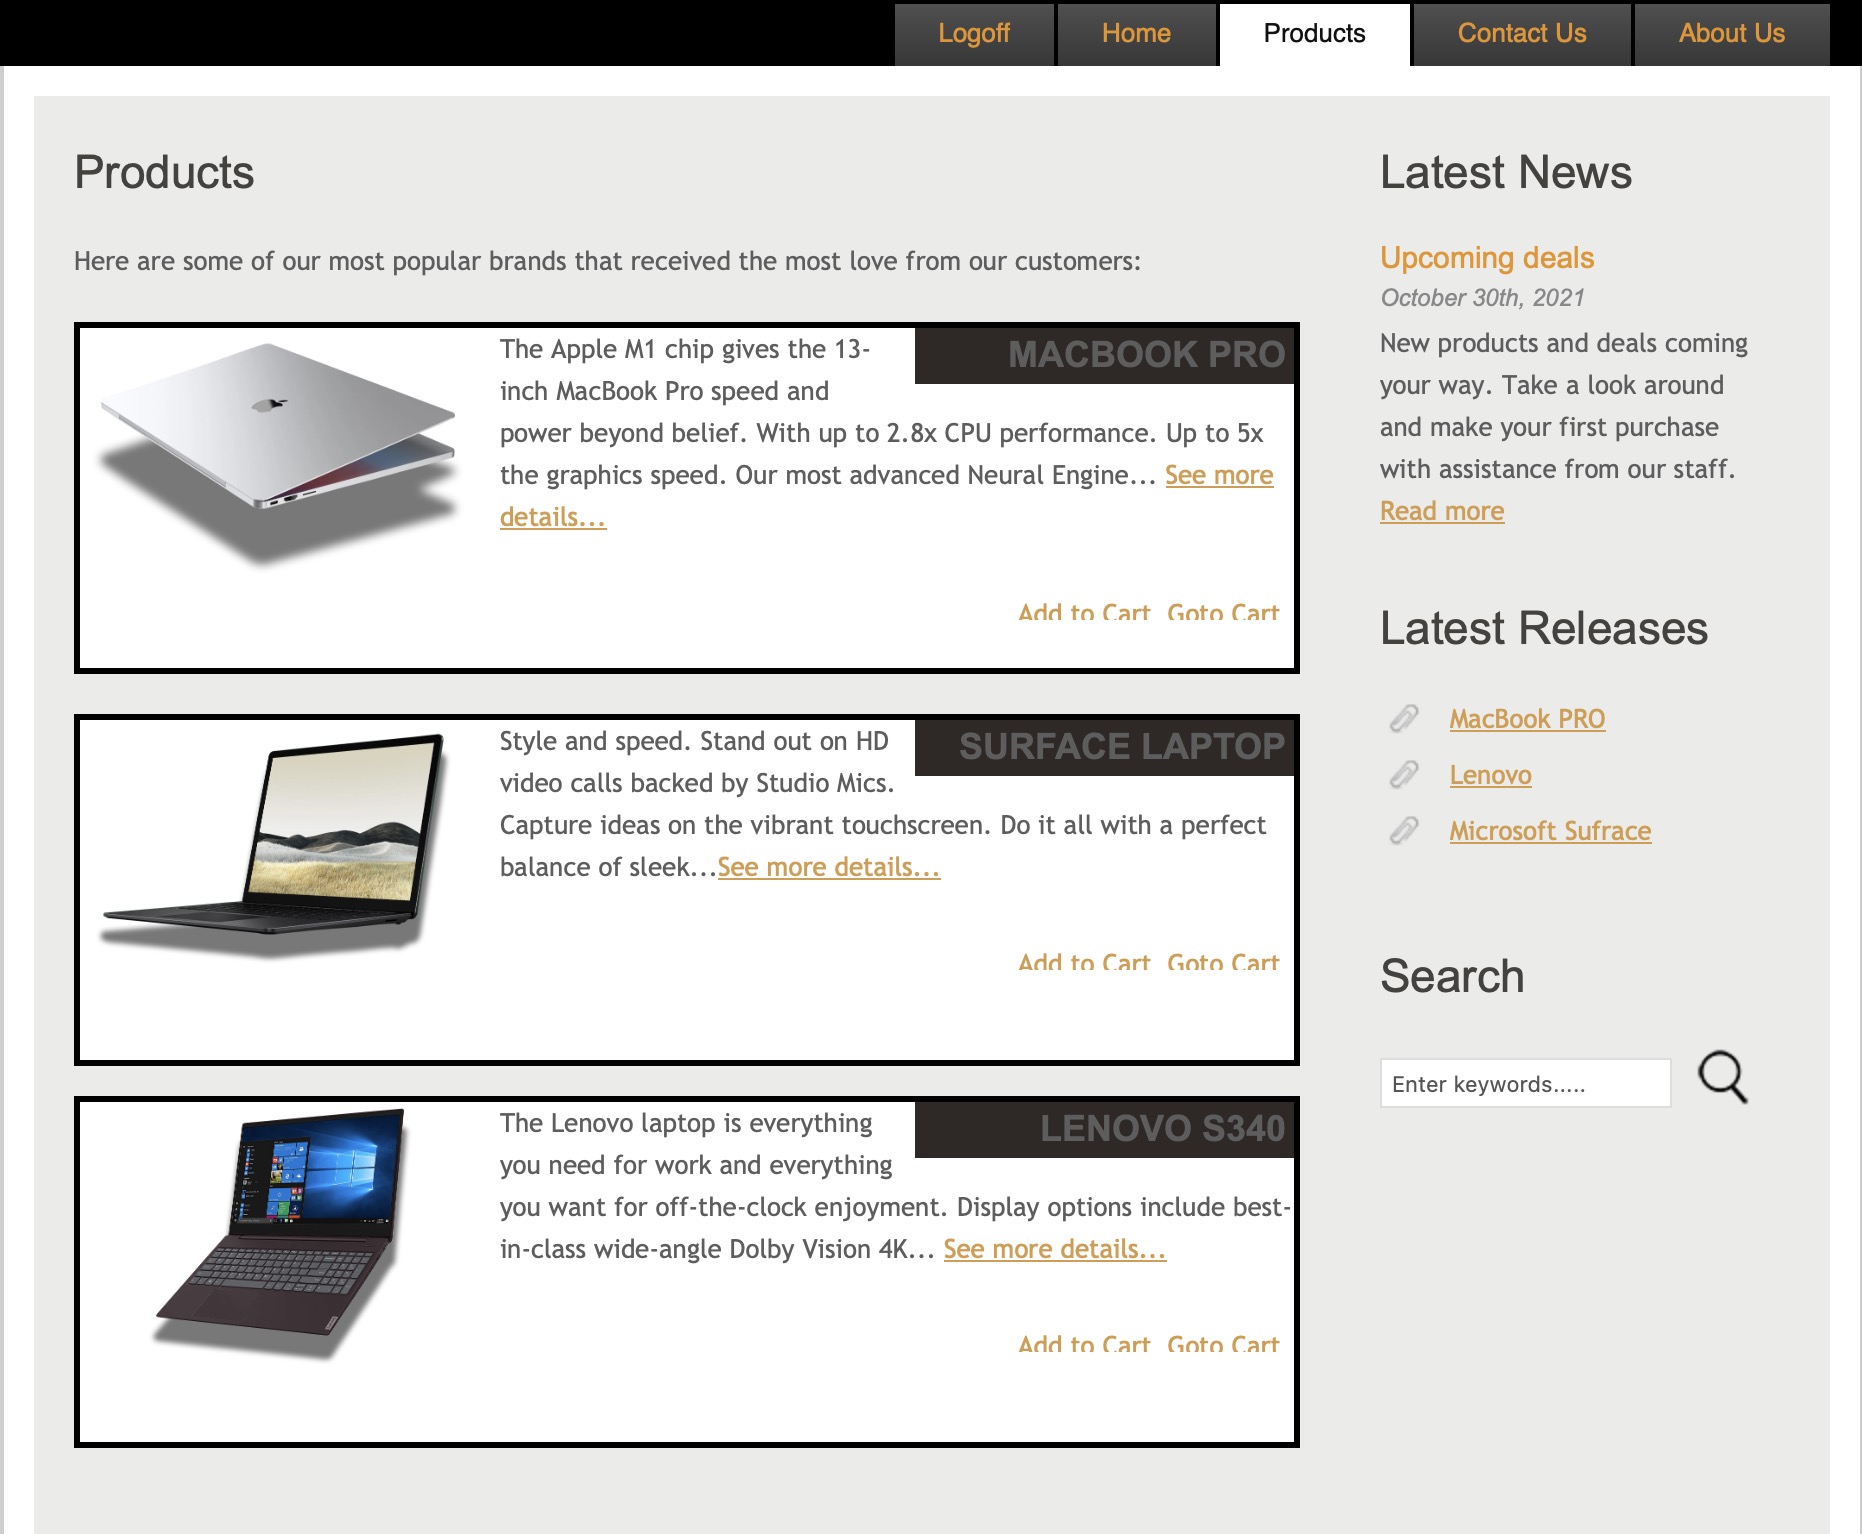 Logoff
Home
Products
Contact Us
About Us
Products
Here are some of our most popular brands that received the most love from our customers:
MACBOOK PRO
The Apple M1 chip gives the 13-
inch MacBook Pro speed and
power beyond belief. With up to 2.8x CPU performance. Up to 5x
the graphics speed. Our most advanced Neural Engine... See more
details...
Add to Cart Goto Cart
SURFACE LAPTOP
Style and speed. Stand out on HD
video calls backed by Studio Mics.
Capture ideas on the vibrant touchscreen. Do it all with a perfect
balance of sleek...See more details...
Add to Cart Goto Cart
LENOVO S340
The Lenovo laptop is everything
you need for work and everything
you want for off-the-clock enjoyment. Display options include best-
in-class wide-angle Dolby Vision 4K... See more details...
Add to Cart Goto Cart
Latest News
Upcoming deals
October 30th, 2021
New products and deals coming
your way. Take a look around
and make your first purchase
with assistance from our staff.
Read more
Latest Releases
MacBook PRO
Lenovo
Microsoft Sufrace
Search
Enter keywords.....